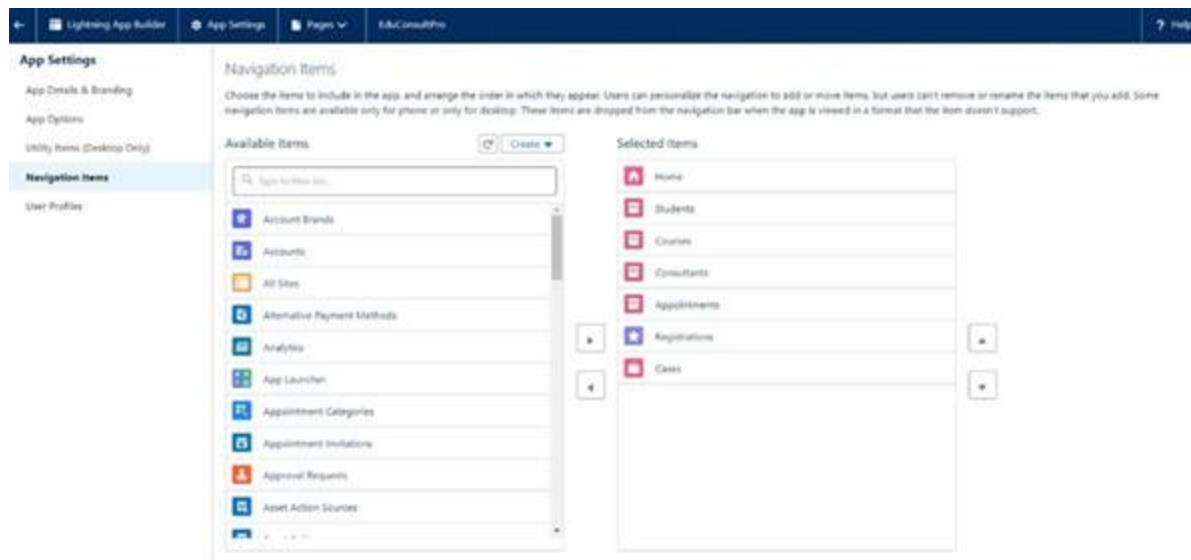 Lightning App Builder
App Settings
Pages
EduConsultPro
? Help
App Settings
App Details & Branding
App Options
Utility Items (Desktop Only)
Navigation Items
User Profiles
Navigation Items
Choose the items to include in the app, and arrange the order in which they appear. Users can personalize the navigation to add or move items, but users can't remove or rename the items that you add. Some
navigation items are available only for phone or only for desktop. These items are dropped from the navigation bar when the app is viewed in a format that the item doesn't support.
Available Items
Create
Type to filter list...
Account Brands
Accounts
All Sites
Alternative Payment Methods
Analytics
App Launcher
Appointment Categories
Appointment Invitations
Approval Requests
Asset Action Sources
Selected Items
Home
Students
Courses
Consultants
Appointments
Registrations
Cases